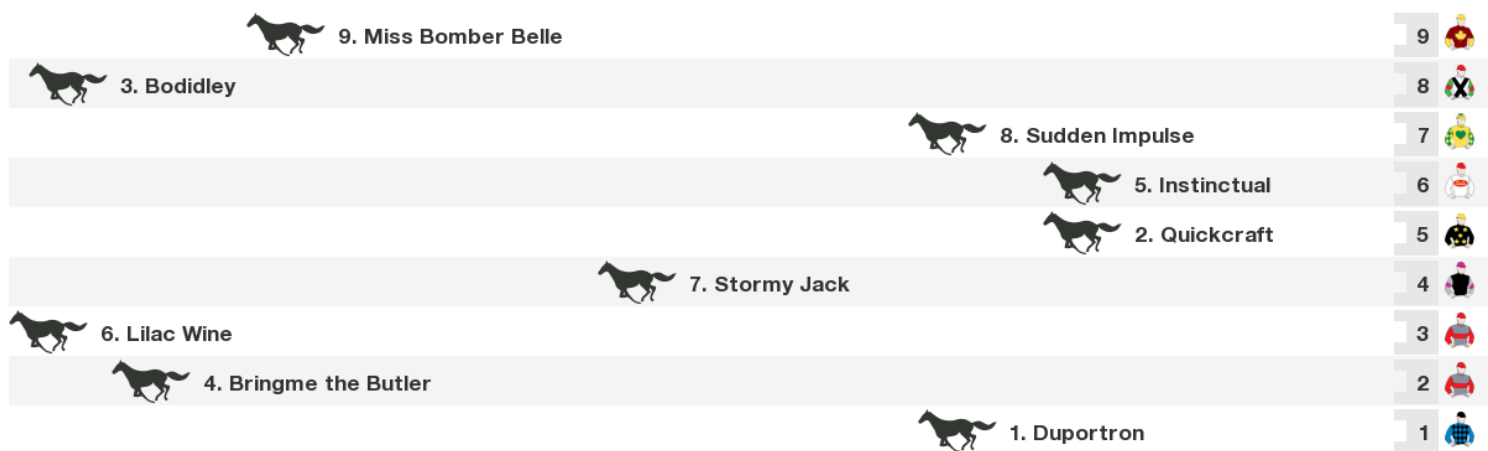 9. Miss Bomber Belle 9
3. Bodidley 8
8. Sudden Impulse 7
5. Instinctual 6
2. Quickcraft 5
7. Stormy Jack 4
6. Lilac Wine 3
4. Bringme the Butler 2
1. Duportron 1